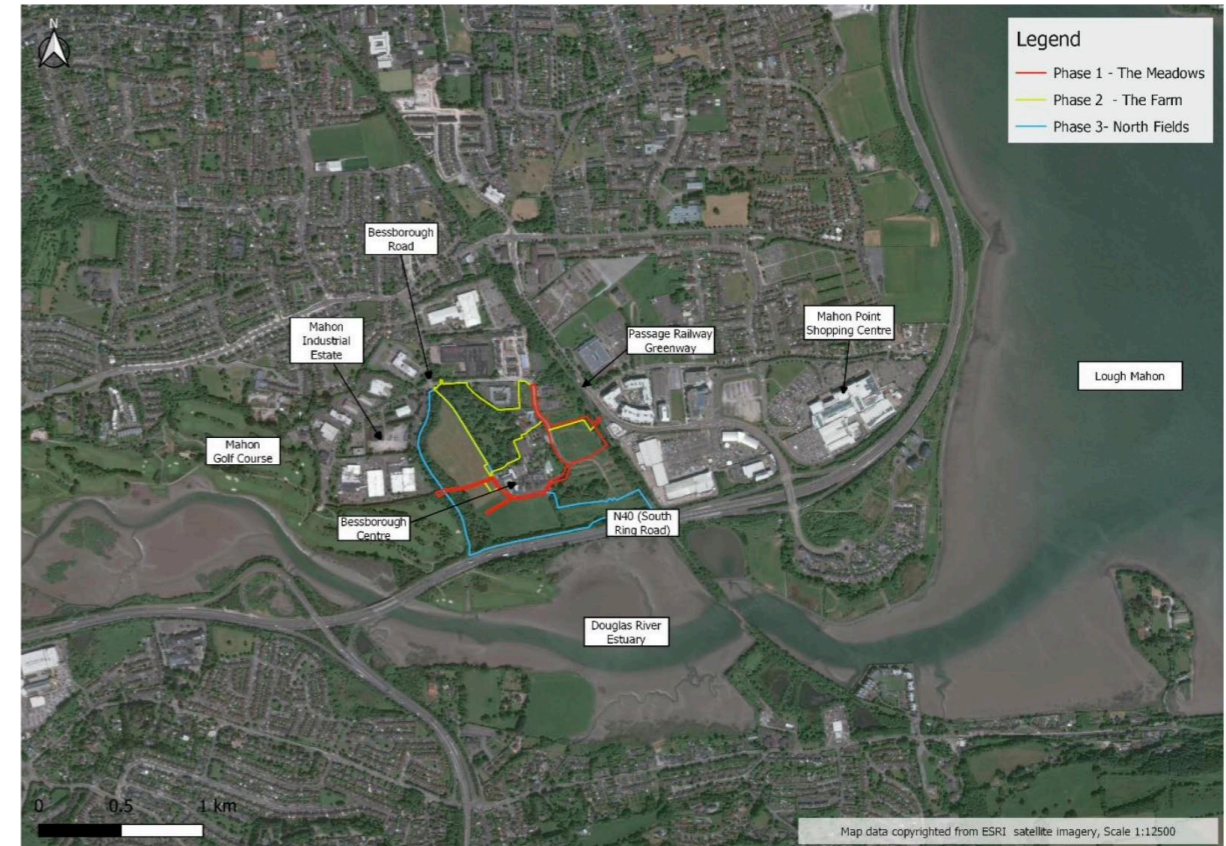 N
Legend
Phase 1 - The Meadows
Phase 2 - The Farm
Phase 3- North Fields
Bessborough
Road
Mahon
Industrial
Estate
Passage Railway
Greenway
Mahon Point
Shopping Centre
Lough Mahon
Mahon
Golf Course
Bessborough
Centre
N40 (South
Ring Road)
Douglas River
Estuary
0 0.5 1 km
Map data copyrighted from ESRI satellite imagery, Scale 1:12500